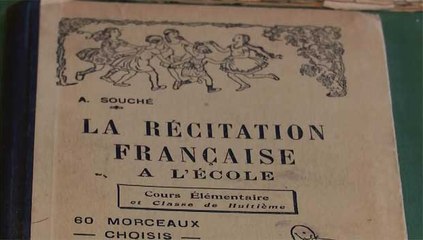 A. SOUCHÉ
LA RÉCITATION
FRANÇAISE
A L'ÉCOLE
Cours Élémentaire
et Classe de Huitième
60 MORCEAUX
— CHOISIS —